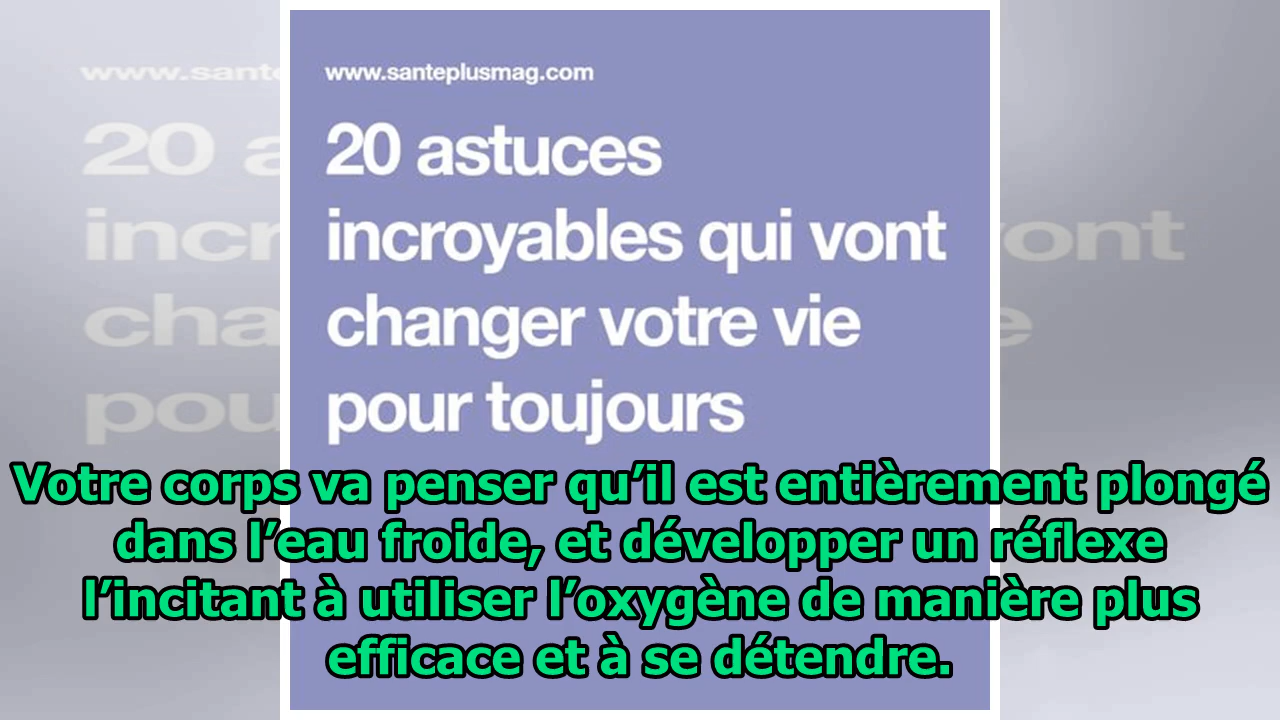 www.santeplusmag.com
20 astuces
incroyables qui vont
changer votre vie
pour toujours
Votre corps va penser qu’il est entièrement plongé
dans l’eau froide, et développer un réflexe
l’incitant à utiliser l’oxygène de manière plus
efficace et à se détendre.